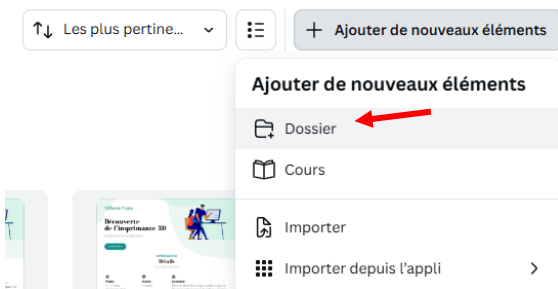 Les plus pertine...
Ajouter de nouveaux éléments
Ajouter de nouveaux éléments
Dossier
Cours
Importer
Importer depuis l'appli
Découverte
de l'imprimante 3D
Détails